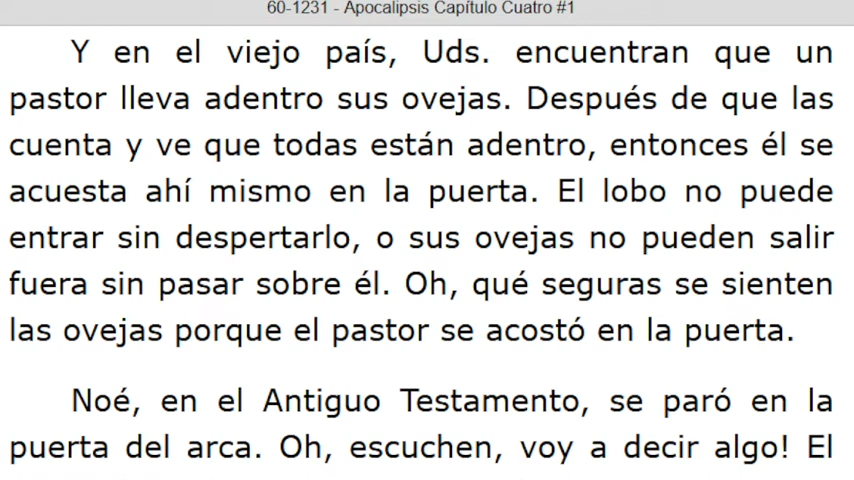 60-1231 - Apocalipsis Capítulo Cuatro #1
Y en el viejo país, Uds. encuentran que un
pastor lleva adentro sus ovejas. Después de que las
cuenta y ve que todas están adentro, entonces él se
acuesta ahí mismo en la puerta. El lobo no puede
entrar sin despertarlo, o sus ovejas no pueden salir
fuera sin pasar sobre él. Oh, qué seguras se sienten
las ovejas porque el pastor se acostó en la puerta.
Noé, en el Antiguo Testamento, se paró en la
puerta del arca. Oh, escuchen, voy a decir algo! El